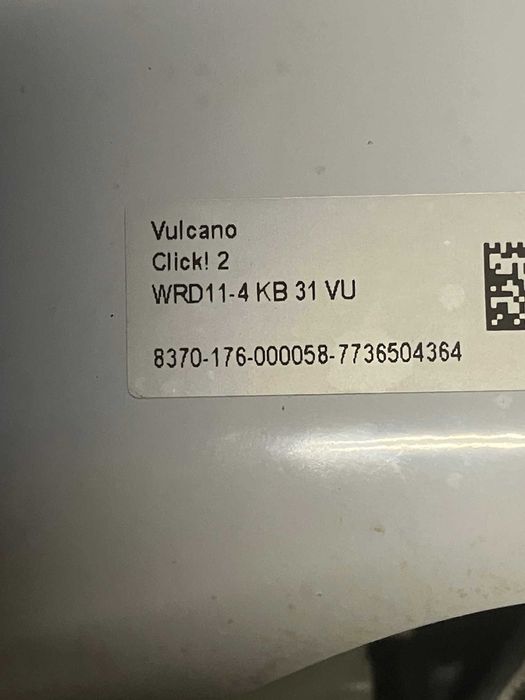 Vulcano
Click! 2
WRD11-4 KB 31 VU
8370-176-000058-7736504364